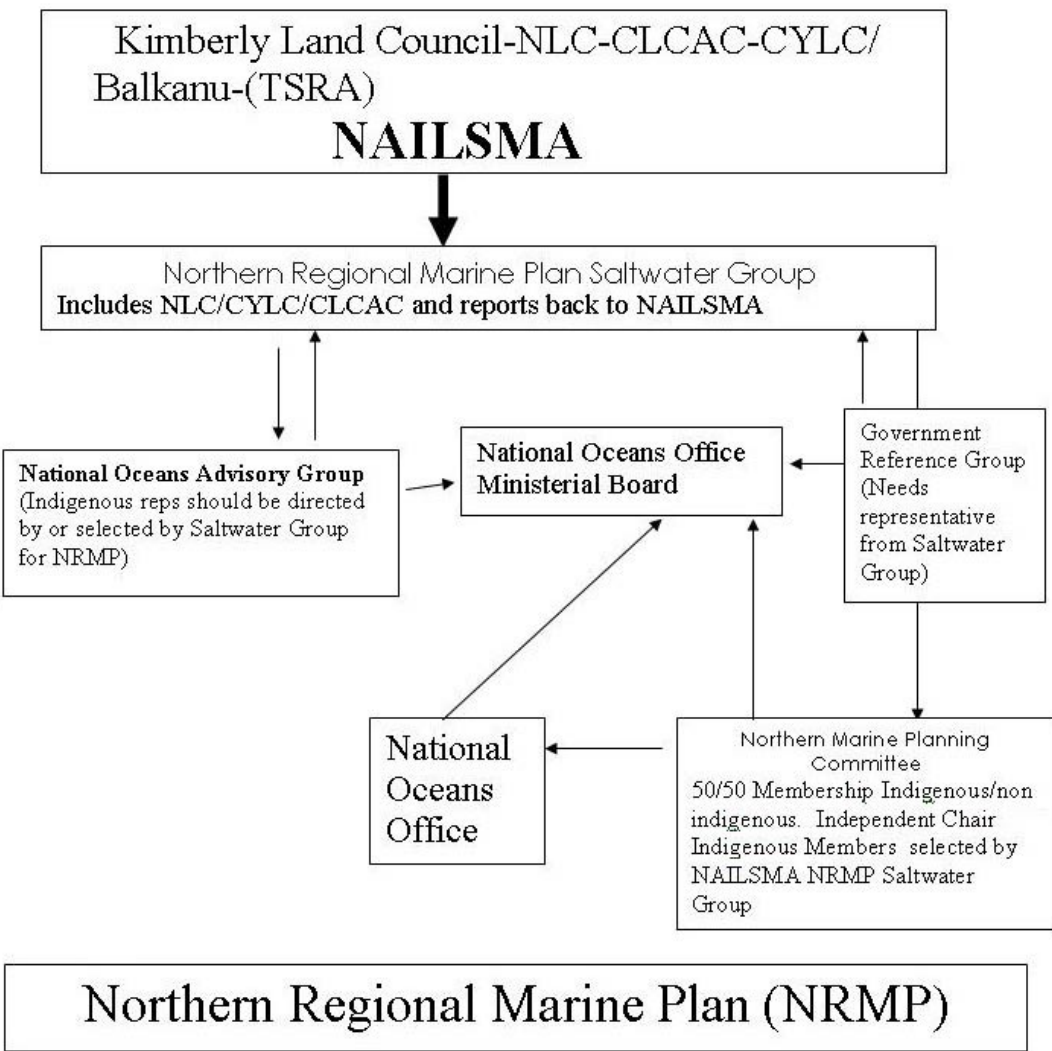 Kimberly Land Council-NLC-CLCAC-CYLC/
Balkanu-(TSRA)
NAILSMA
Northern Regional Marine Plan Saltwater Group
Includes NLC/CYLC/CLCAC and reports back to NAILSMA
National Oceans Advisory Group
(Indigenous reps should be directed
by or selected by Saltwater Group
for NRMP)
National Oceans Office
Ministerial Board
Government
Reference Group
(Needs
representative
from Saltwater
Group)
National
Oceans
Office
Northern Marine Planning
Committee
50/50 Membership Indigenous/non
indigenous. Independent Chair
Indigenous Members selected by
NAILSMA NRMP Saltwater
Group
Northern Regional Marine Plan (NRMP)